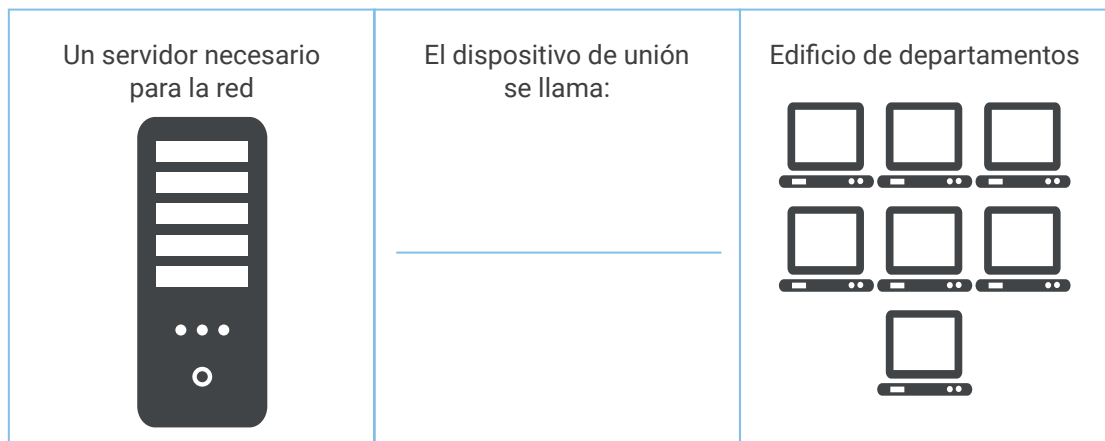 Un servidor necesario
para la red
El dispositivo de unión
se llama:
Edificio de departamentos